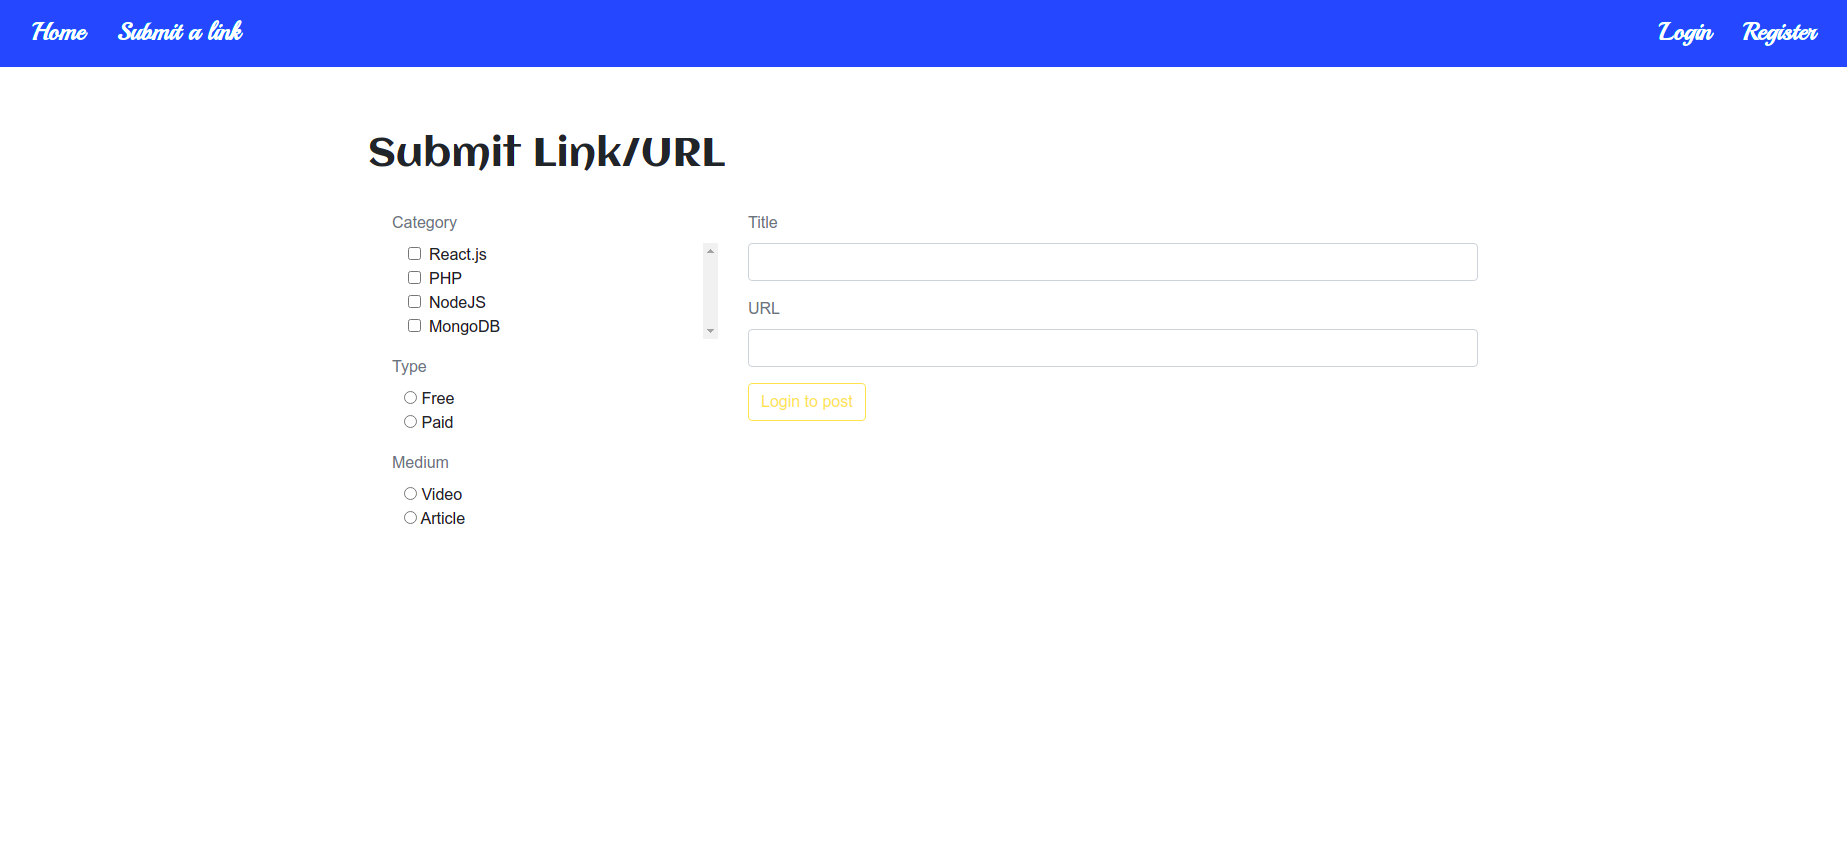 Home Submit a link Login Register
Submit Link/URL
Category
React.js
PHP
NodeJS
MongoDB
Type
Free
Paid
Medium
Video
Article
Title
URL
Login to post